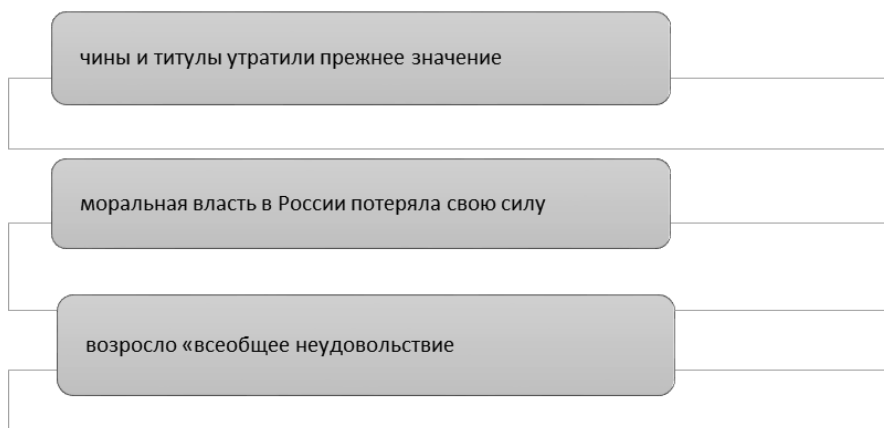 чины и титулы утратили прежнее значение
моральная власть в России потеряла свою силу
возросло «всеобщее неудовольствие